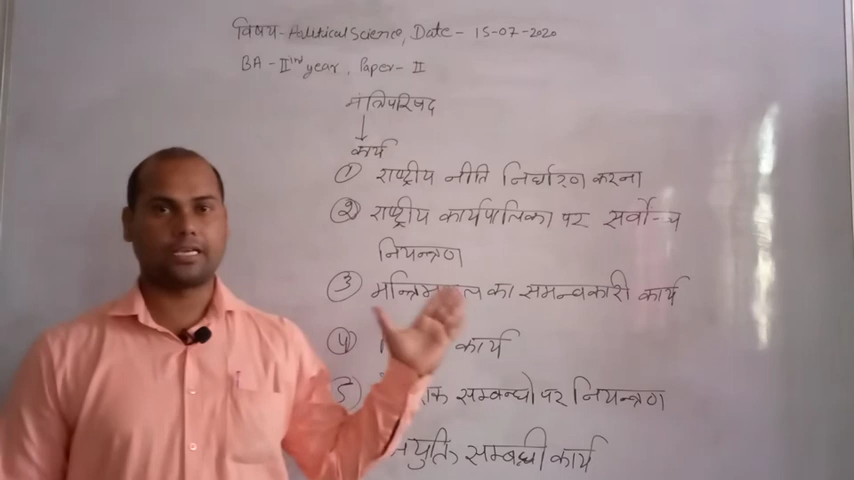 विषय- Political Science, Date - 15-07-2020
BA - IInd year, Paper - II
मंत्रिपरिषद
कार्य
① राष्ट्रीय नीति निर्धारण करना
② राष्ट्रीय कार्यपालिका पर सर्वोच्च
नियन्त्रण
③ का समन्वकारी कार्य
④ कार्य
⑤ सम्बन्धो पर नियन्त्रण
सम्बन्धी कार्य